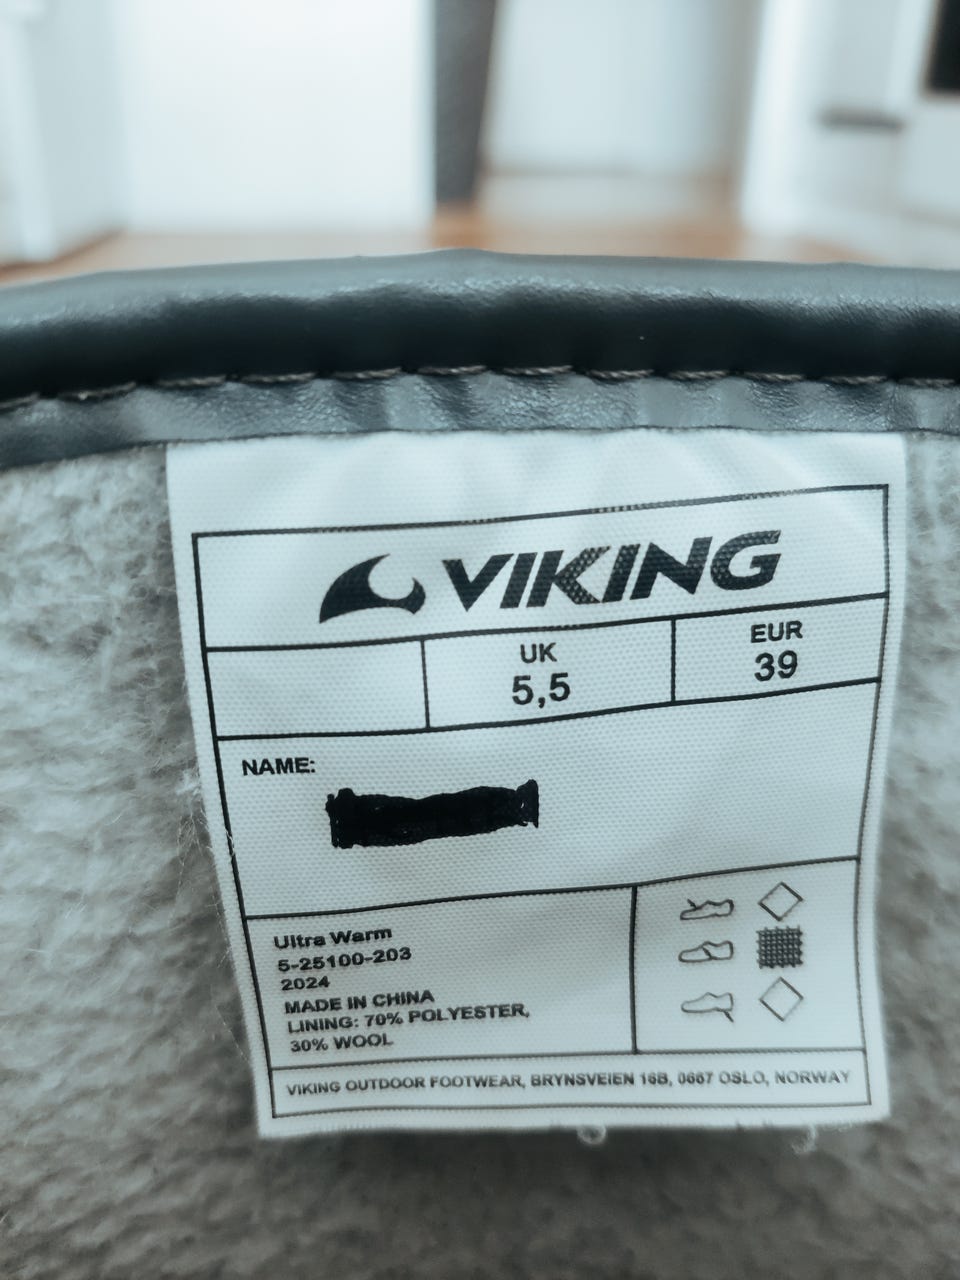 VIKING
UK
5,5
EUR
39
NAME:
Ultra Warm
5-25100-203
2024
MADE IN CHINA
LINING: 70% POLYESTER,
30% WOOL
VIKING OUTDOOR FOOTWEAR, BRYNSVEIEN 16B, 0667 OSLO, NORWAY